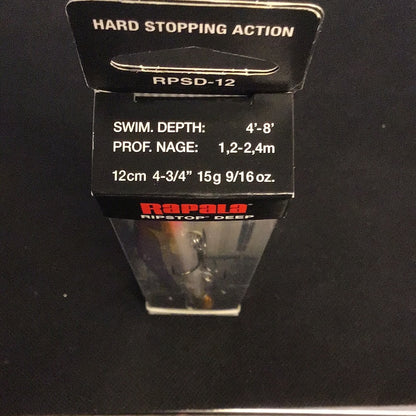 HARD STOPPING ACTION
RPSD-12
SWIM. DEPTH: 4'-8'
PROF. NAGE: 1,2-2,4m
12cm 4-3/4" 15g 9/16 oz.
Rapala
RIPSTOP DEEP